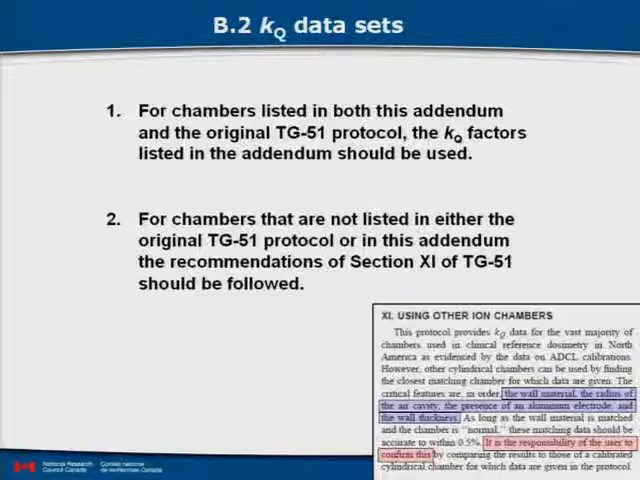 B.2 kQ data sets
1. For chambers listed in both this addendum
and the original TG-51 protocol, the kQ factors
listed in the addendum should be used.
2. For chambers that are not listed in either the
original TG-51 protocol or in this addendum
the recommendations of Section XI of TG-51
should be followed.
XI. USING OTHER ION CHAMBERS
This protocol provides kQ data for the vast majority of
chambers used in clinical reference dosimetry in North
America as evidenced by the data on ADCL calibrations.
However, other cylindrical chambers can be used by finding
the closest matching chamber for which data are given. The
critical features are, in order, the wall material, the radius of
the air cavity, the presence of an aluminum electrode, and
the wall thickness. As long as the wall material is matched
and the chamber is "normal," these matching data should be
accurate to within 0.5%. It is the responsibility of the user to
confirm this by comparing the results to those of a calibrated
cylindrical chamber for which data are given in the protocol.
National Research Conseil national
Council Canada de recherches Canada